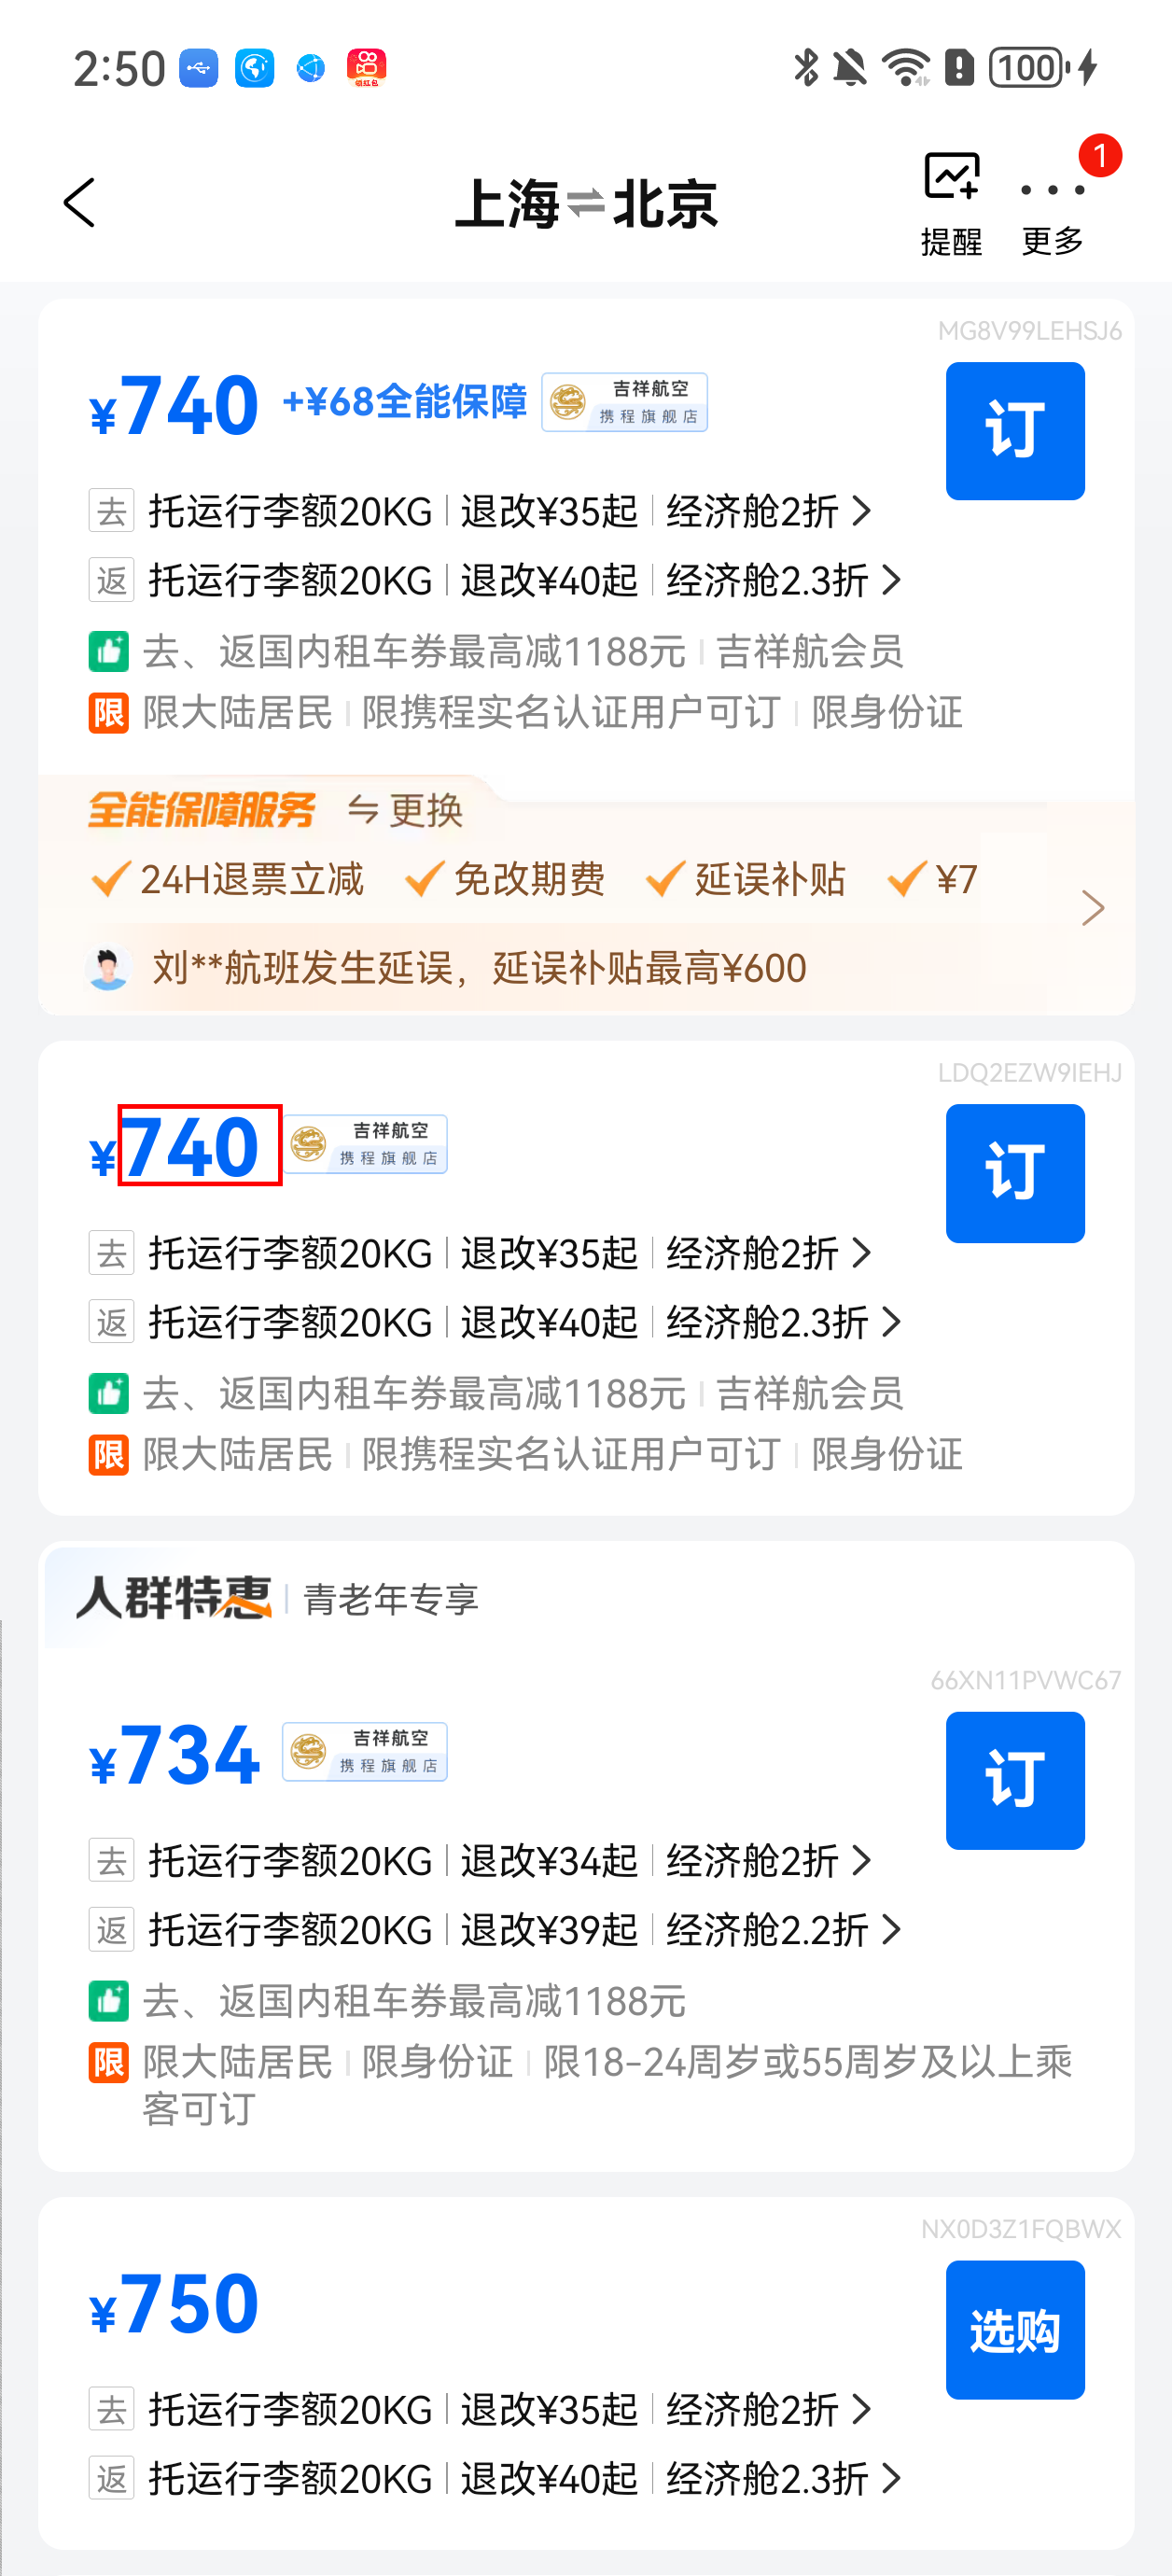 2:50 领红包 100
上海⇌北京
提醒 更多 1
MG8V99LEHSJ6
¥740 +¥68全能保障 吉祥航空 携程旗舰店 订
去 托运行李额20KG | 退改¥35起 | 经济舱2折 >
返 托运行李额20KG | 退改¥40起 | 经济舱2.3折 >
去、返国内租车券最高减1188元 | 吉祥航会员
限 限大陆居民 | 限携程实名认证用户可订 | 限身份证
全能保障服务 ⇋更换
24H退票立减 免改期费 延误补贴 ¥7
刘**航班发生延误，延误补贴最高¥600
LDQ2EZW9IEHJ
¥740 吉祥航空 携程旗舰店 订
去 托运行李额20KG | 退改¥35起 | 经济舱2折 >
返 托运行李额20KG | 退改¥40起 | 经济舱2.3折 >
去、返国内租车券最高减1188元 | 吉祥航会员
限 限大陆居民 | 限携程实名认证用户可订 | 限身份证
人群特惠 | 青老年专享
66XN11PVWC67
¥734 吉祥航空 携程旗舰店 订
去 托运行李额20KG | 退改¥34起 | 经济舱2折 >
返 托运行李额20KG | 退改¥39起 | 经济舱2.2折 >
去、返国内租车券最高减1188元
限 限大陆居民 | 限身份证 | 限18-24周岁或55周岁及以上乘
客可订
NX0D3Z1FQBWX
¥750 选购
去 托运行李额20KG | 退改¥35起 | 经济舱2折 >
返 托运行李额20KG | 退改¥40起 | 经济舱2.3折 >